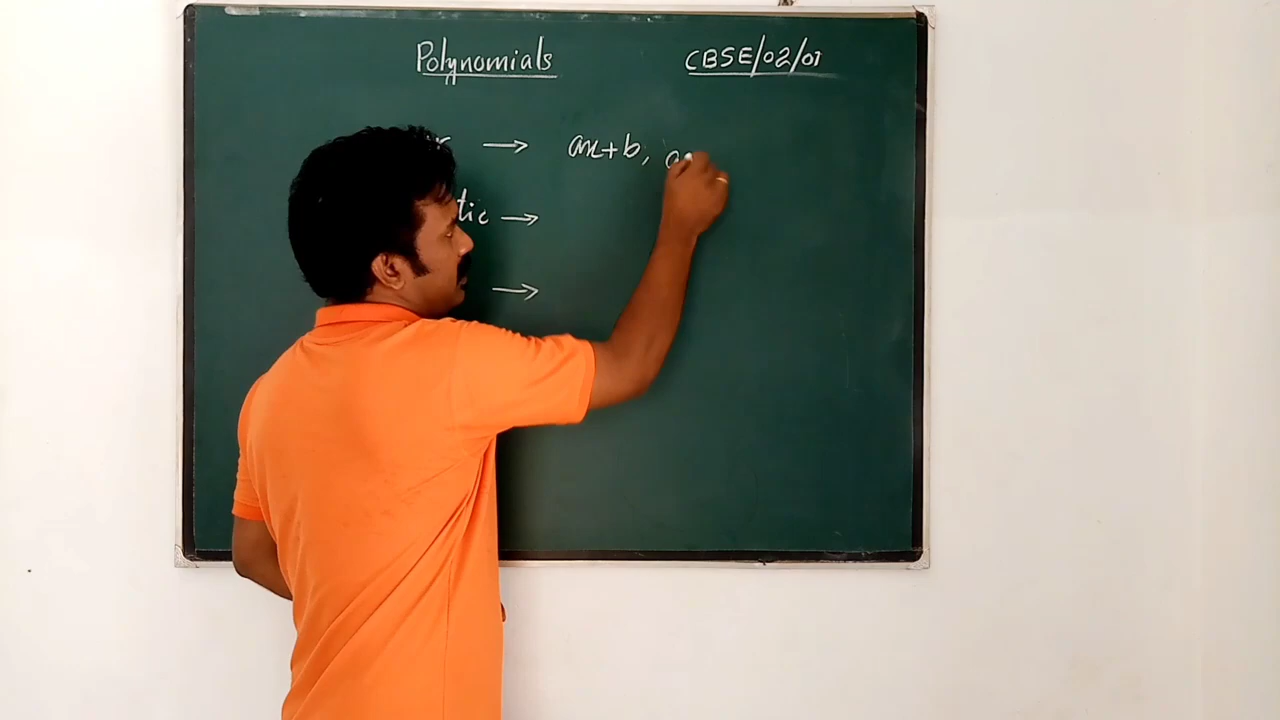 Polynomials CBSE/02/01
→ ax+b, a
tic →
→